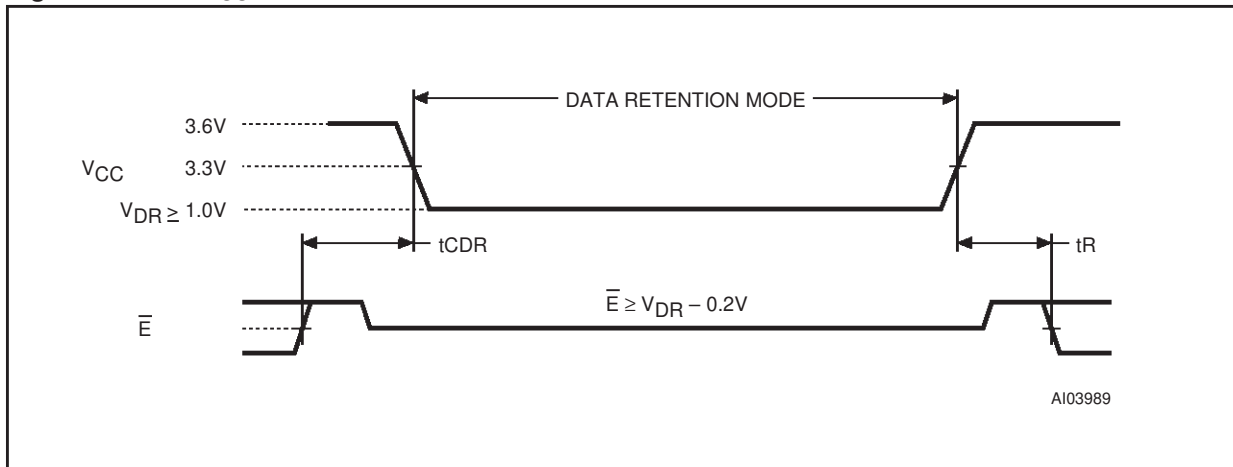 DATA RETENTION MODE
3.6V
VCC 3.3V
VDR ≥ 1.0V
tCDR
tR
E̅ ≥ VDR – 0.2V
E̅
AI03989